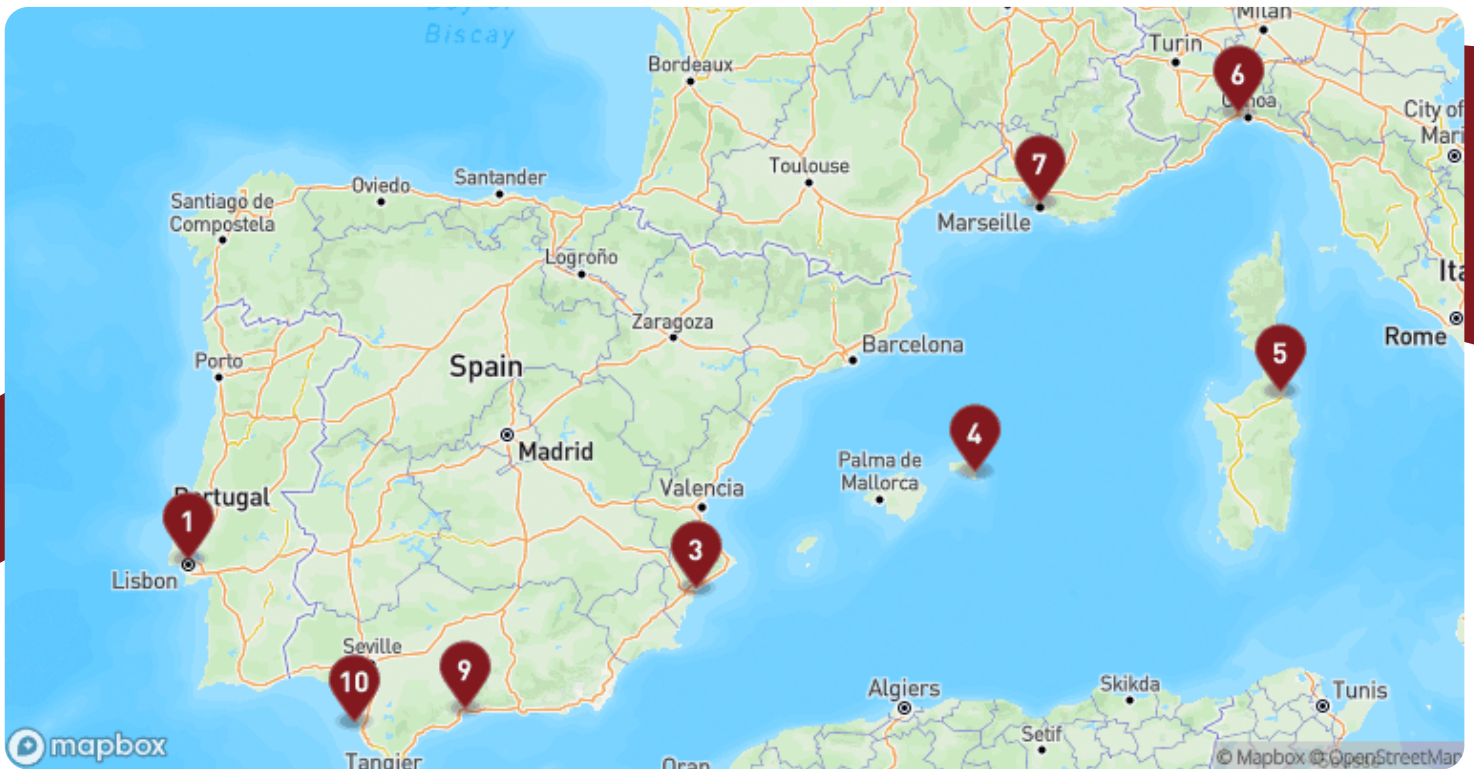 Bay of
Biscay
Milan
Turin
Bordeaux
6
Genoa
City of
Mari
7
Toulouse
Santander
Oviedo
Santiago de
Compostela
Marseille
Logroño
Ita
Zaragoza
Rome
Barcelona
5
Porto
Spain
4
Madrid
Palma de
Mallorca
Valencia
Portugal
1
3
Lisbon
Seville
9
10
Algiers
Skikda
Tunis
Setif
mapbox
Tangier
Oran
© Mapbox © OpenStreetMap